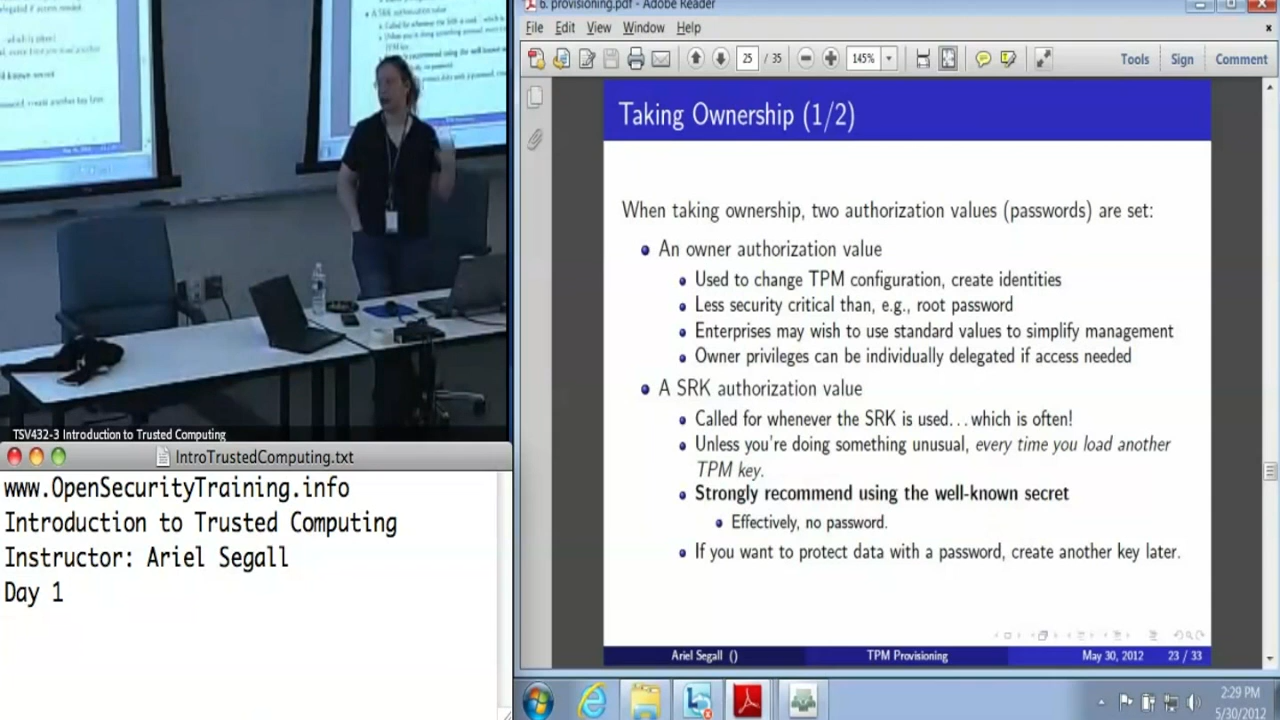 6. provisioning.pdf - Adobe Reader
File Edit View Window Help
25 / 35 145% Tools Sign Comment
Taking Ownership (1/2)
When taking ownership, two authorization values (passwords) are set:
An owner authorization value
Used to change TPM configuration, create identities
Less security critical than, e.g., root password
Enterprises may wish to use standard values to simplify management
Owner privileges can be individually delegated if access needed
A SRK authorization value
Called for whenever the SRK is used...which is often!
Unless you're doing something unusual, every time you load another
TPM key.
Strongly recommend using the well-known secret
Effectively, no password.
If you want to protect data with a password, create another key later.
Ariel Segall () TPM Provisioning May 30, 2012 23 / 33
2:29 PM
5/30/2012
TSV432-3 Introduction to Trusted Computing
IntroTrustedComputing.txt
www.OpenSecurityTraining.info
Introduction to Trusted Computing
Instructor: Ariel Segall
Day 1